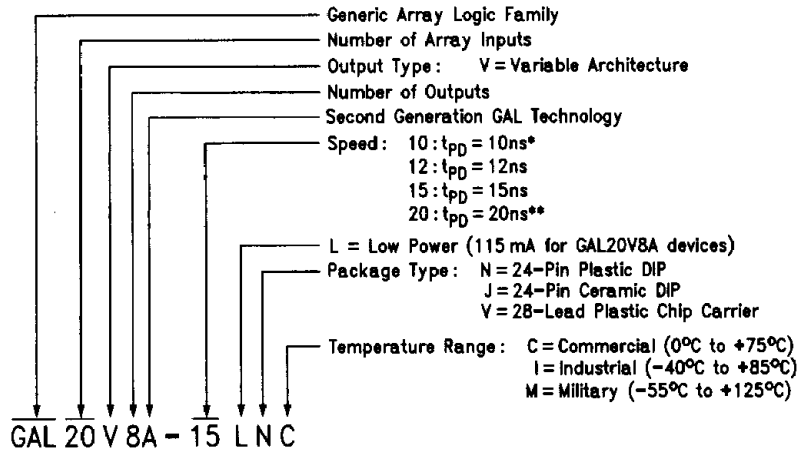 Generic Array Logic Family
Number of Array Inputs
Output Type: V = Variable Architecture
Number of Outputs
Second Generation GAL Technology
Speed: 10 : tPD = 10ns*
12 : tPD = 12ns
15 : tPD = 15ns
20 : tPD = 20ns**
L = Low Power (115 mA for GAL20V8A devices)
Package Type: N = 24-Pin Plastic DIP
J = 24-Pin Ceramic DIP
V = 28-Lead Plastic Chip Carrier
Temperature Range: C = Commercial (0°C to +75°C)
I = Industrial (-40°C to +85°C)
M = Military (-55°C to +125°C)
GAL 20 V 8A - 15 L N C